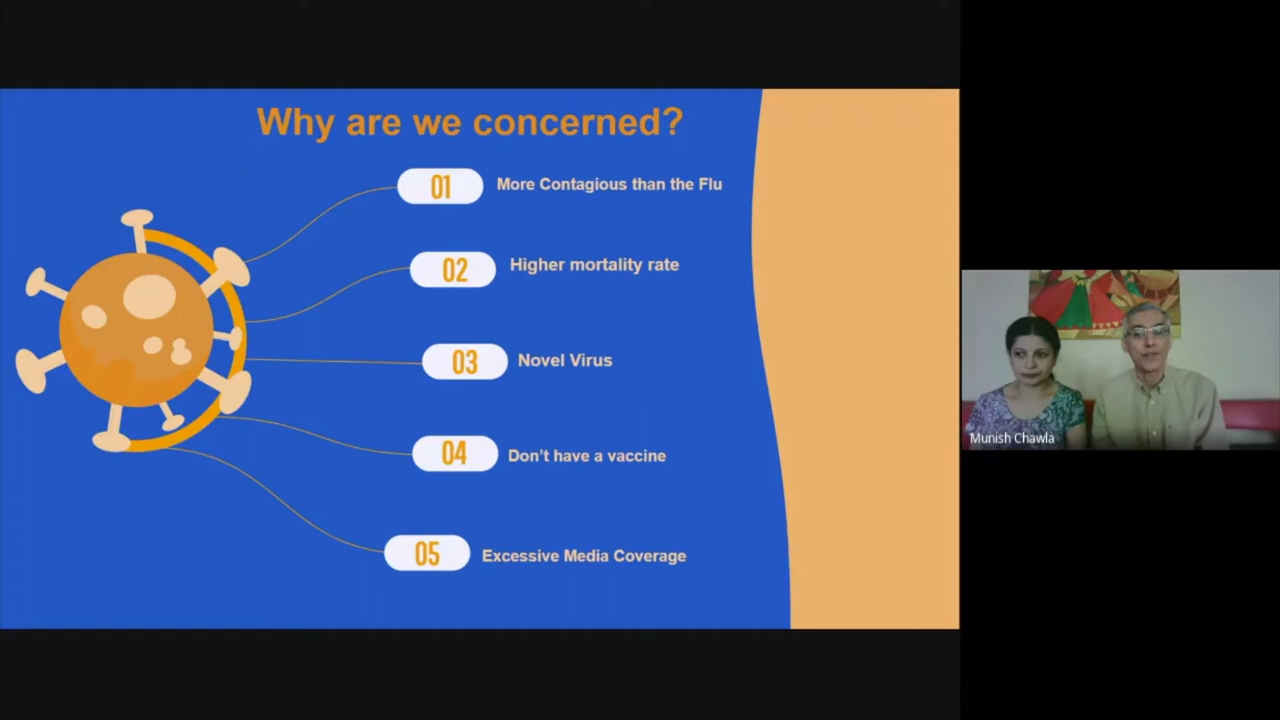 Why are we concerned?
01
More Contagious than the Flu
02
Higher mortality rate
03
Novel Virus
04
Don't have a vaccine
05
Excessive Media Coverage
Munish Chawla